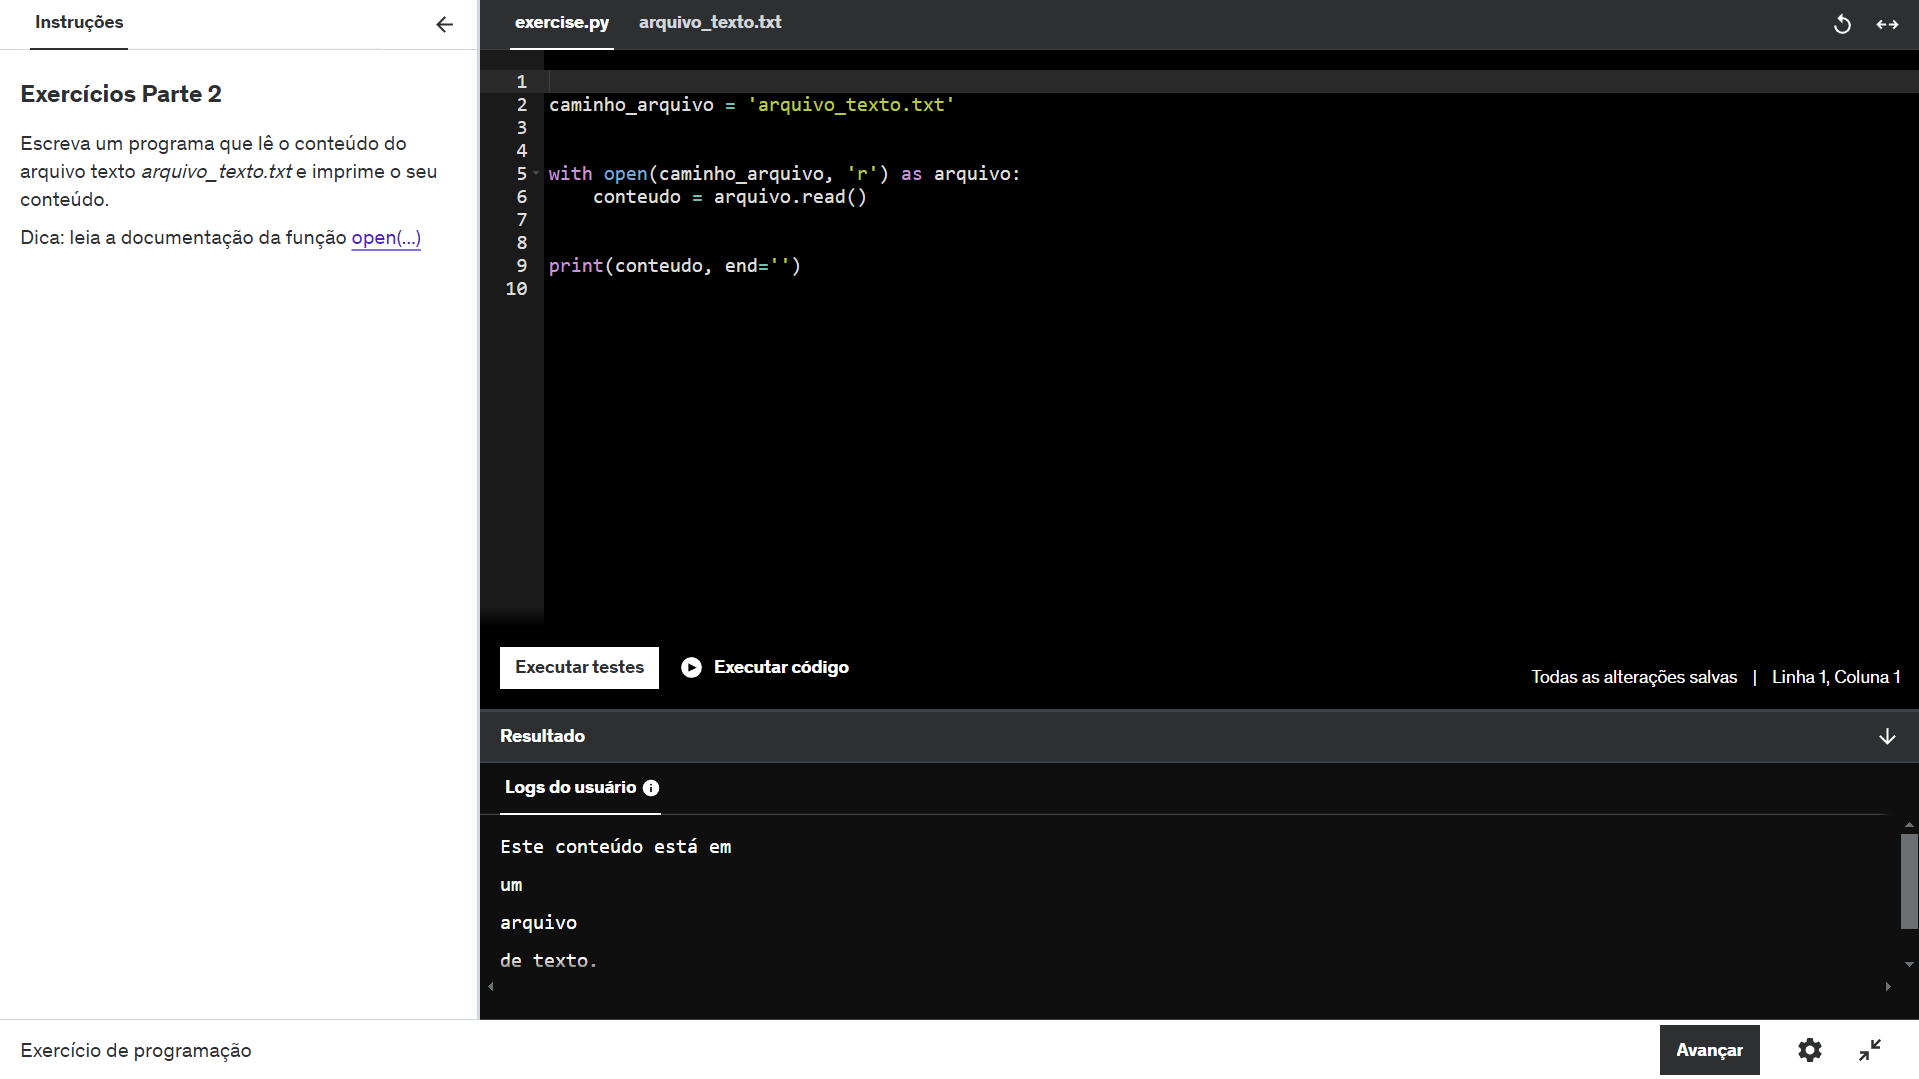 Instruções
exercise.py arquivo_texto.txt
Exercícios Parte 2
Escreva um programa que lê o conteúdo do
arquivo texto arquivo_texto.txt e imprime o seu
conteúdo.
Dica: leia a documentação da função open(...)
1
2 caminho_arquivo = 'arquivo_texto.txt'
3
4
5 with open(caminho_arquivo, 'r') as arquivo:
6     conteudo = arquivo.read()
7
8
9 print(conteudo, end='')
10
Executar testes Executar código
Todas as alterações salvas | Linha 1, Coluna 1
Resultado
Logs do usuário
Este conteúdo está em
um
arquivo
de texto.
Exercício de programação
Avançar